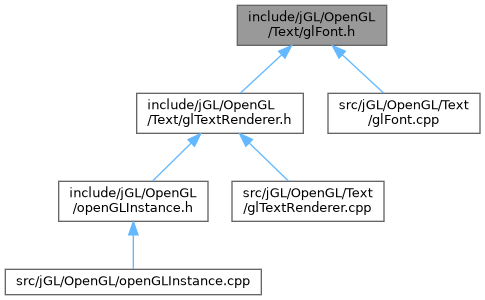 include/jGL/OpenGL
/Text/glFont.h
include/jGL/OpenGL
/Text/glTextRenderer.h
src/jGL/OpenGL/Text
/glFont.cpp
include/jGL/OpenGL
/openGLInstance.h
src/jGL/OpenGL/Text
/glTextRenderer.cpp
src/jGL/OpenGL/openGLInstance.cpp